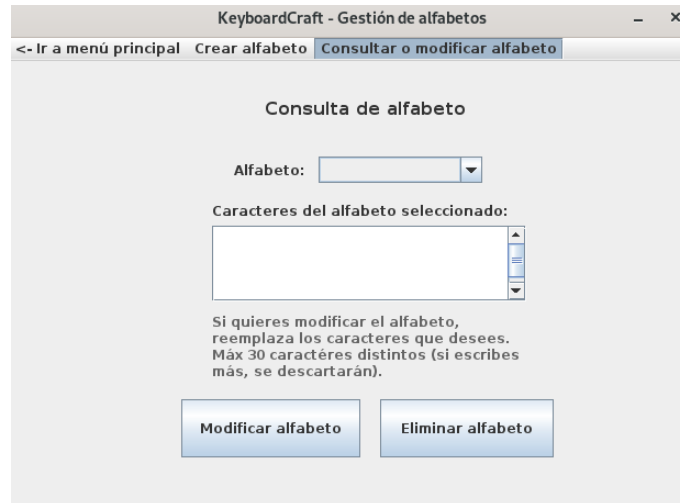 KeyboardCraft - Gestión de alfabetos
<- Ir a menú principal Crear alfabeto Consultar o modificar alfabeto
Consulta de alfabeto
Alfabeto:
Caracteres del alfabeto seleccionado:
Si quieres modificar el alfabeto,
reemplaza los caracteres que desees.
Máx 30 caractéres distintos (si escribes
más, se descartarán).
Modificar alfabeto Eliminar alfabeto